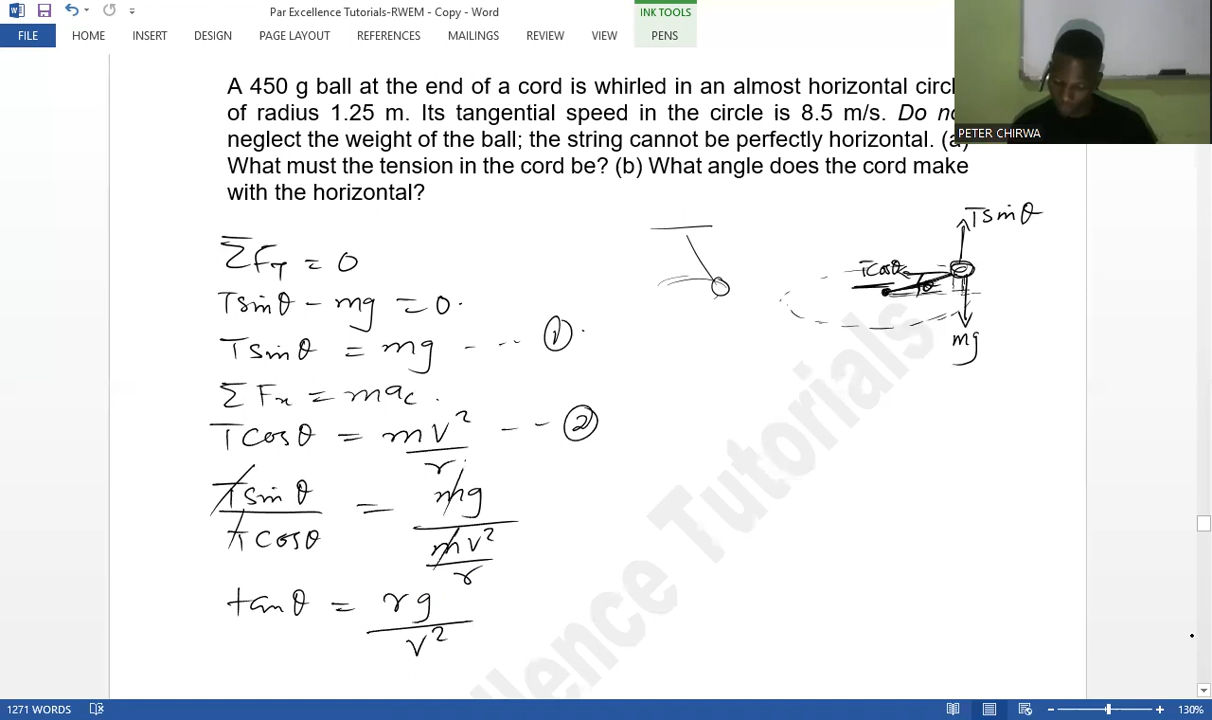 Par Excellence Tutorials-RWEM - Copy - Word
INK TOOLS
FILE HOME INSERT DESIGN PAGE LAYOUT REFERENCES MAILINGS REVIEW VIEW PENS
A 450 g ball at the end of a cord is whirled in an almost horizontal circl
of radius 1.25 m. Its tangential speed in the circle is 8.5 m/s. Do no
neglect the weight of the ball; the string cannot be perfectly horizontal. (a)
What must the tension in the cord be? (b) What angle does the cord make
with the horizontal?
PETER CHIRWA
Tsinθ
Tcosθ
θ
mg
ΣF_T = 0
Tsinθ - mg = 0.
Tsinθ = mg - - - ①
ΣFx = mac.
Tcosθ = mv²/r - - ②
Tsinθ/Tcosθ = mg/(mv²/r)
tanθ = rg/v²
ellence Tutorials
1271 WORDS
130%